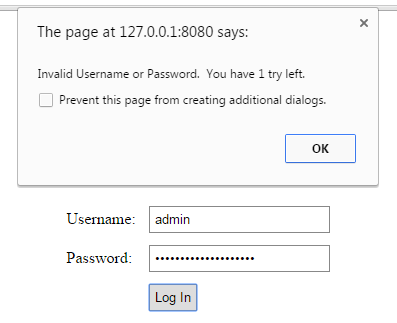 The page at 127.0.0.1:8080 says:
Invalid Username or Password. You have 1 try left.
Prevent this page from creating additional dialogs.
OK
Username: admin
Password: ••••••••••••••••••••
Log In